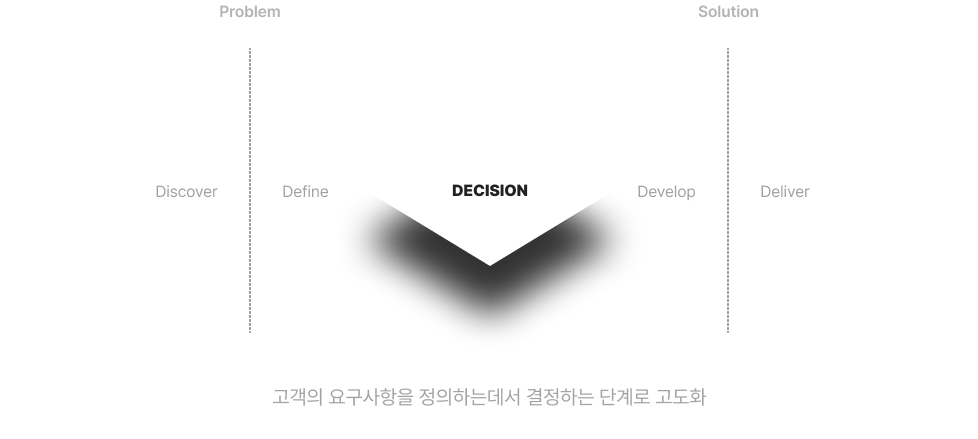 Problem
Solution
Discover
Define
DECISION
Develop
Deliver
고객의 요구사항을 정의하는데서 결정하는 단계로 고도화